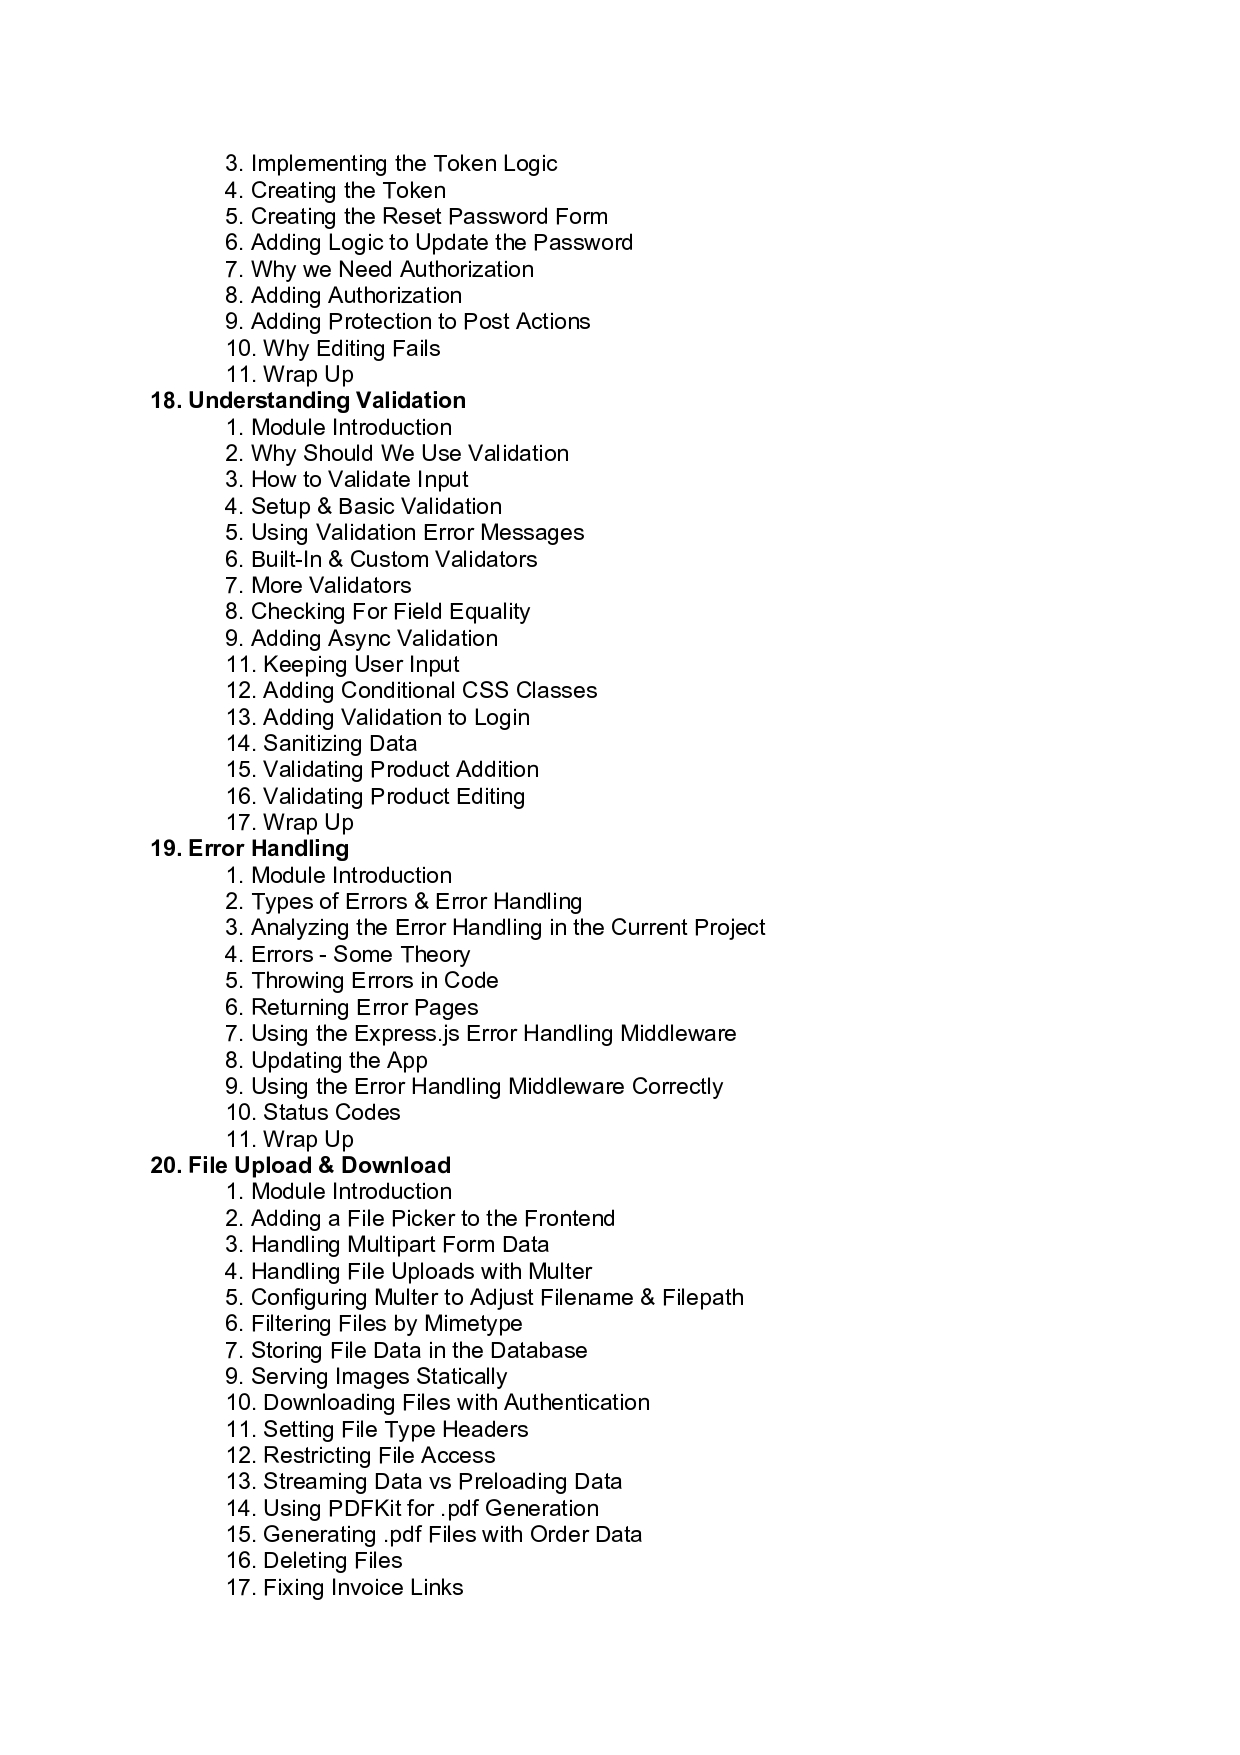 3. Implementing the Token Logic
4. Creating the Token
5. Creating the Reset Password Form
6. Adding Logic to Update the Password
7. Why we Need Authorization
8. Adding Authorization
9. Adding Protection to Post Actions
10. Why Editing Fails
11. Wrap Up
18. Understanding Validation
1. Module Introduction
2. Why Should We Use Validation
3. How to Validate Input
4. Setup & Basic Validation
5. Using Validation Error Messages
6. Built-In & Custom Validators
7. More Validators
8. Checking For Field Equality
9. Adding Async Validation
11. Keeping User Input
12. Adding Conditional CSS Classes
13. Adding Validation to Login
14. Sanitizing Data
15. Validating Product Addition
16. Validating Product Editing
17. Wrap Up
19. Error Handling
1. Module Introduction
2. Types of Errors & Error Handling
3. Analyzing the Error Handling in the Current Project
4. Errors - Some Theory
5. Throwing Errors in Code
6. Returning Error Pages
7. Using the Express.js Error Handling Middleware
8. Updating the App
9. Using the Error Handling Middleware Correctly
10. Status Codes
11. Wrap Up
20. File Upload & Download
1. Module Introduction
2. Adding a File Picker to the Frontend
3. Handling Multipart Form Data
4. Handling File Uploads with Multer
5. Configuring Multer to Adjust Filename & Filepath
6. Filtering Files by Mimetype
7. Storing File Data in the Database
9. Serving Images Statically
10. Downloading Files with Authentication
11. Setting File Type Headers
12. Restricting File Access
13. Streaming Data vs Preloading Data
14. Using PDFKit for .pdf Generation
15. Generating .pdf Files with Order Data
16. Deleting Files
17. Fixing Invoice Links